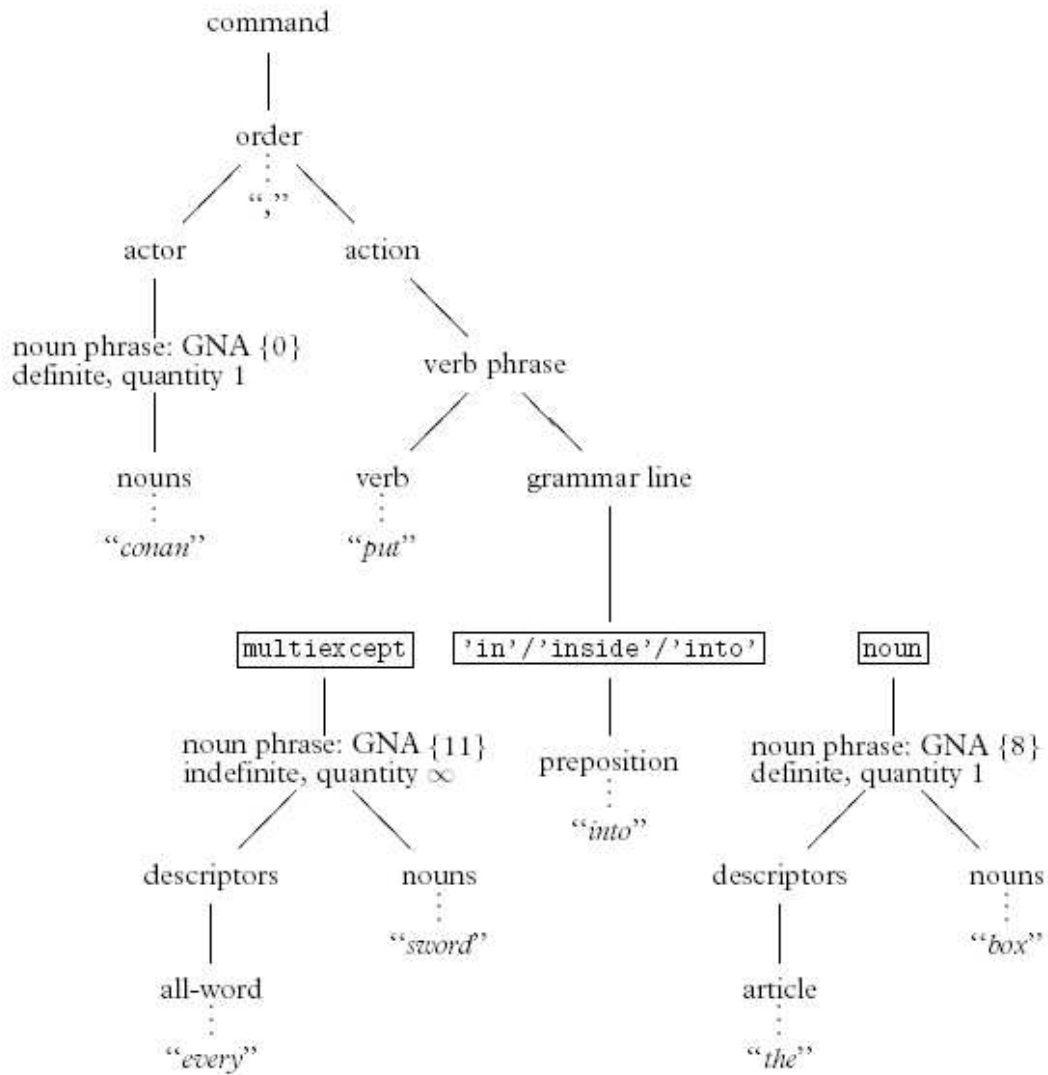 command
order
“,”
actor
action
noun phrase: GNA {0}
definite, quantity 1
verb phrase
nouns
verb
grammar line
“conan”
“put”
multiexcept
'in'/'inside'/'into'
noun
noun phrase: GNA {11}
indefinite, quantity ∞
preposition
noun phrase: GNA {8}
definite, quantity 1
“into”
descriptors
nouns
descriptors
nouns
“sword”
“box”
all-word
article
“every”
“the”